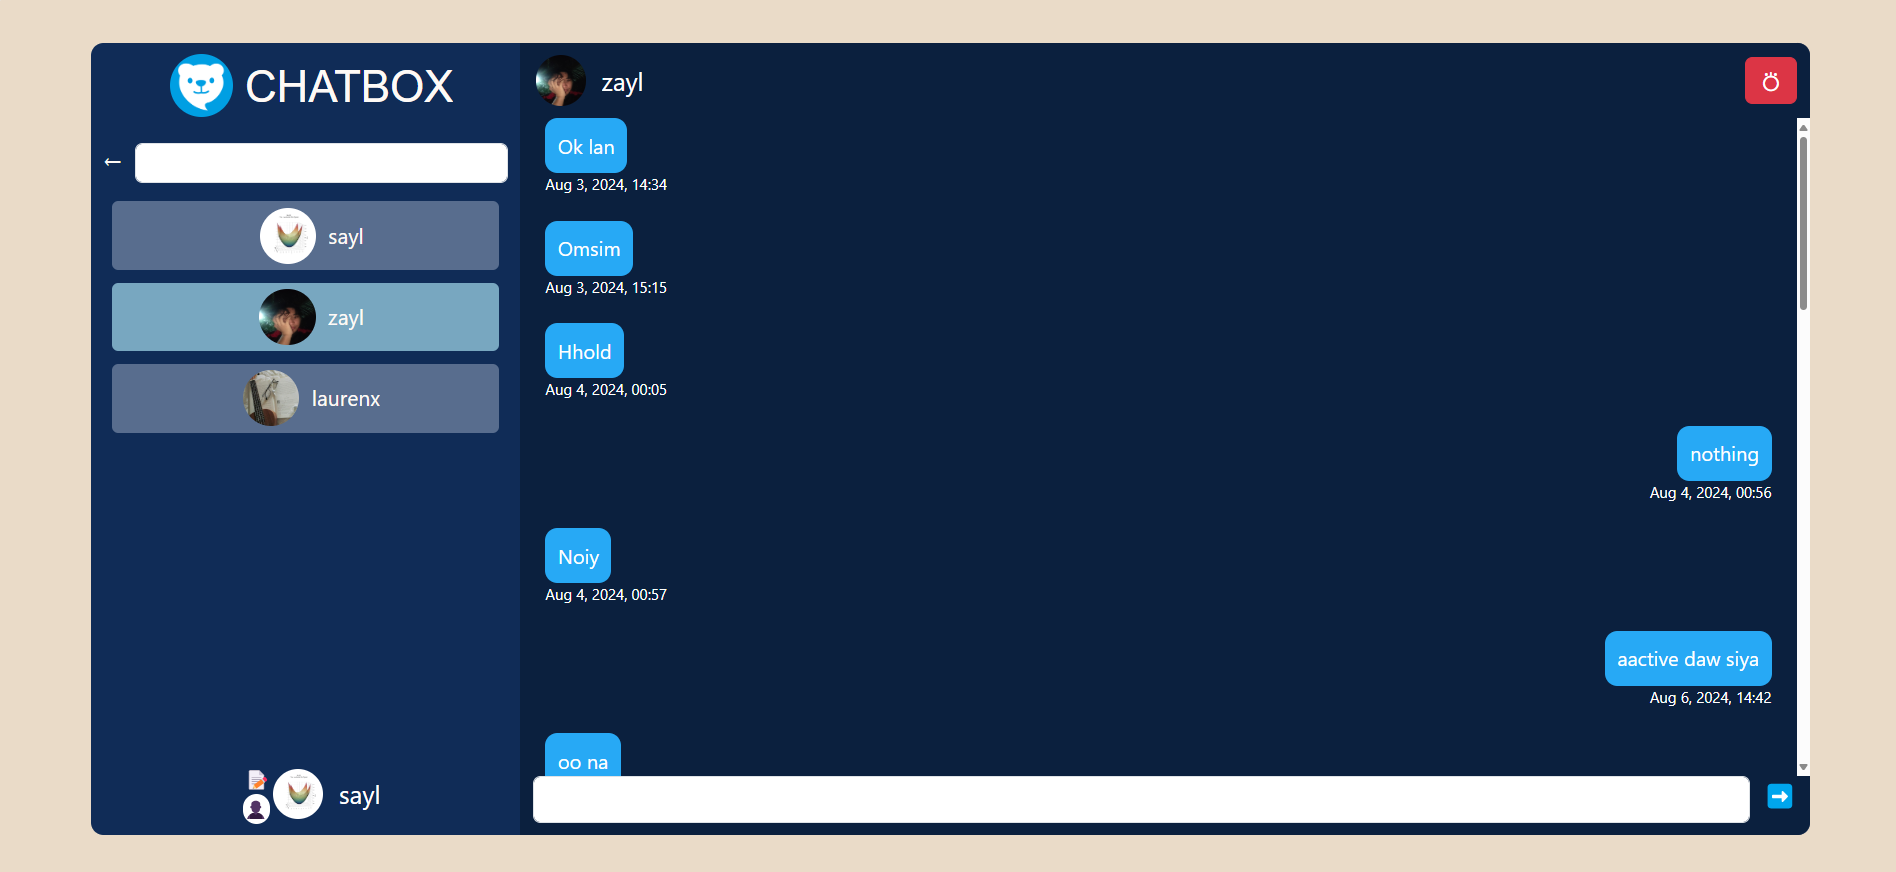 CHATBOX
←
sayl
zayl
laurenx
sayl
zayl
Ok lan
Aug 3, 2024, 14:34
Omsim
Aug 3, 2024, 15:15
Hhold
Aug 4, 2024, 00:05
nothing
Aug 4, 2024, 00:56
Noiy
Aug 4, 2024, 00:57
aactive daw siya
Aug 6, 2024, 14:42
oo na